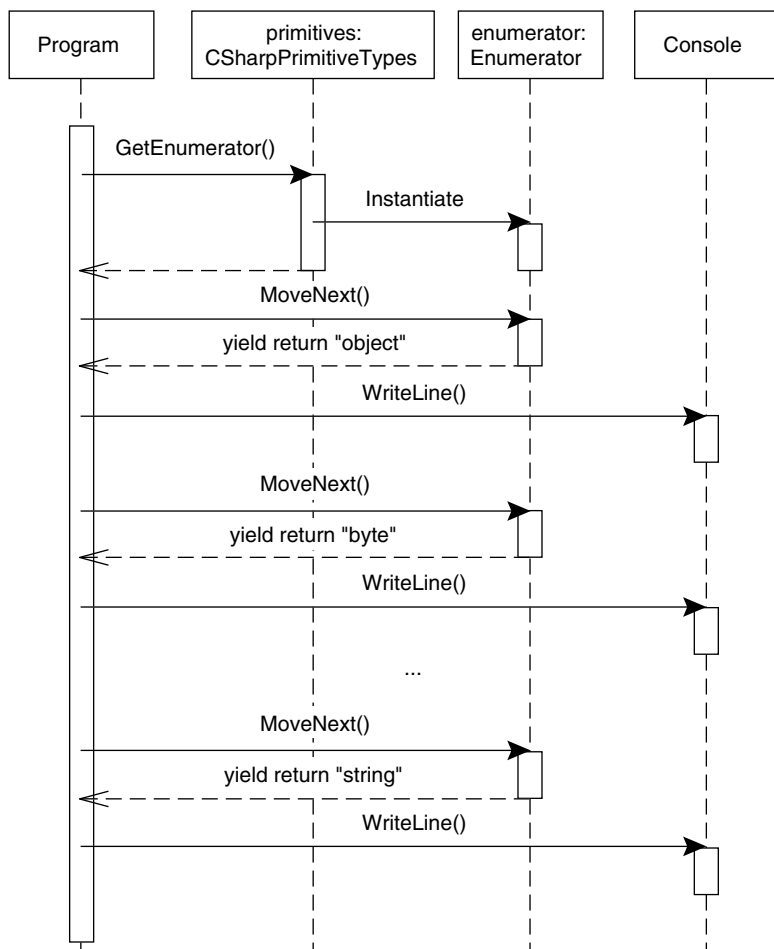 Program
primitives:
CSharpPrimitiveTypes
enumerator:
Enumerator
Console
GetEnumerator()
Instantiate
MoveNext()
yield return "object"
WriteLine()
MoveNext()
yield return "byte"
WriteLine()
...
MoveNext()
yield return "string"
WriteLine()